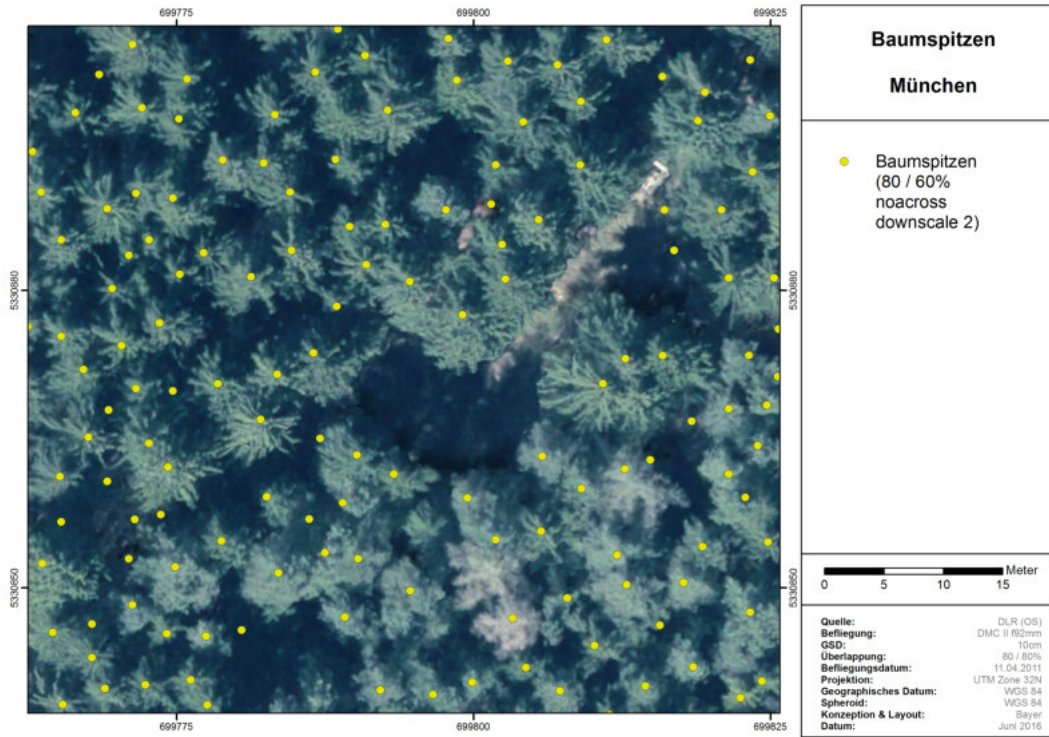 699775
699800
699825
Baumspitzen
München
Baumspitzen
(80 / 60%
noacross
downscale 2)
5330880
5330880
5330850
5330850
Meter
0 5 10 15
Quelle: DLR (OS)
Befliegung: DMC II f92mm
GSD: 10cm
Überlappung: 80 / 80%
Befliegungsdatum: 11.04.2011
Projektion: UTM Zone 32N
Geographisches Datum: WGS 84
Spheroid: WGS 84
Konzeption & Layout: Bayer
Datum: Juni 2016
699775
699800
699825